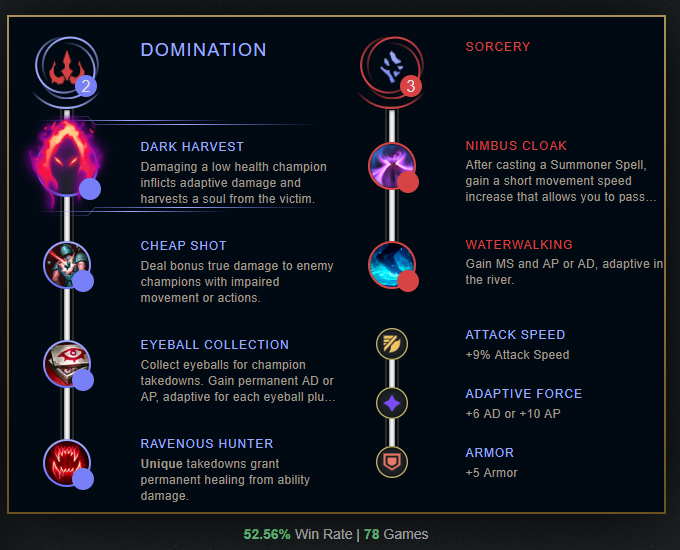 2
DOMINATION
DARK HARVEST
Damaging a low health champion
inflicts adaptive damage and
harvests a soul from the victim.
CHEAP SHOT
Deal bonus true damage to enemy
champions with impaired
movement or actions.
EYEBALL COLLECTION
Collect eyeballs for champion
takedowns. Gain permanent AD or
AP, adaptive for each eyeball plu...
RAVENOUS HUNTER
Unique takedowns grant
permanent healing from ability
damage.
3
SORCERY
NIMBUS CLOAK
After casting a Summoner Spell,
gain a short movement speed
increase that allows you to pass...
WATERWALKING
Gain MS and AP or AD, adaptive in
the river.
ATTACK SPEED
+9% Attack Speed
ADAPTIVE FORCE
+6 AD or +10 AP
ARMOR
+5 Armor
52.56% Win Rate | 78 Games